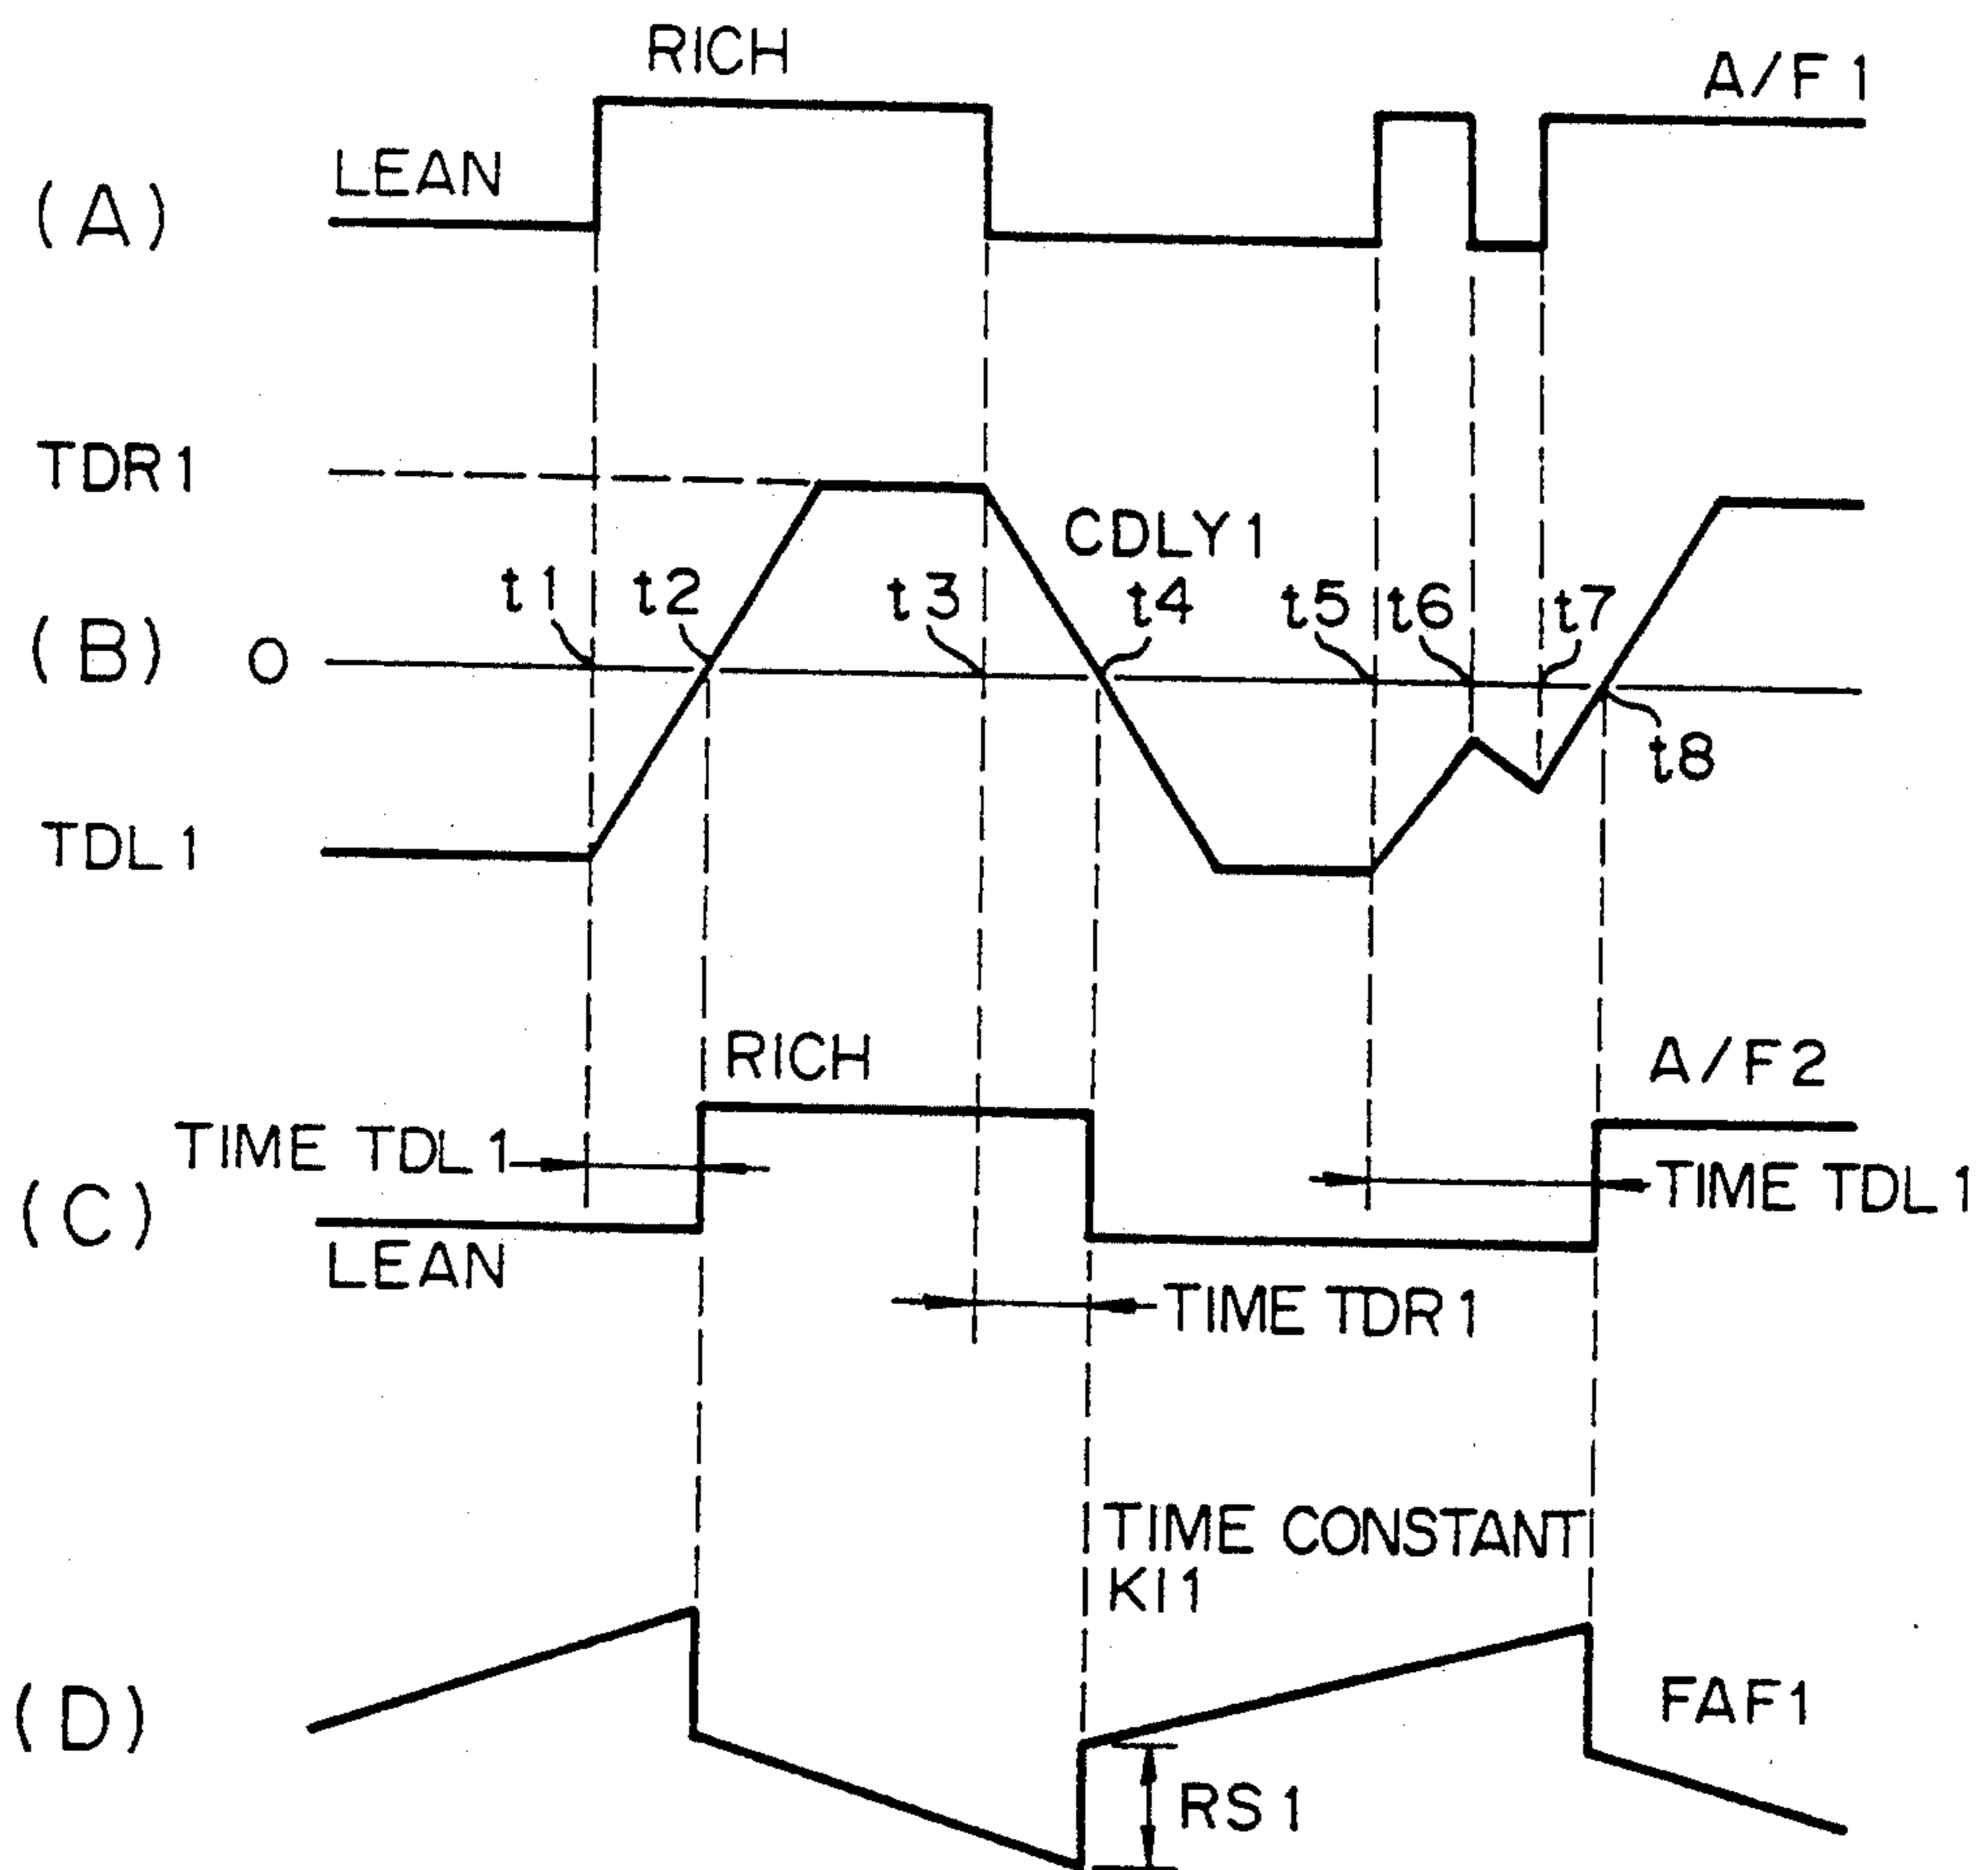 RICH
A/F1
LEAN
(A)
TDR1
CDLY1
t1
t2
t3
t4
t5
t6
t7
(B)
0
t8
TDL1
RICH
A/F2
TIME TDL1
TIME TDL1
(C)
LEAN
TIME TDR1
TIME CONSTANT
KI1
FAF1
(D)
RS1